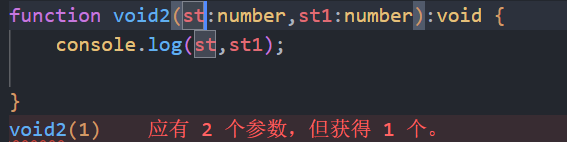 function void2(st:number,st1:number):void {
console.log(st,st1);
}
void2(1) 应有 2 个参数，但获得 1 个。